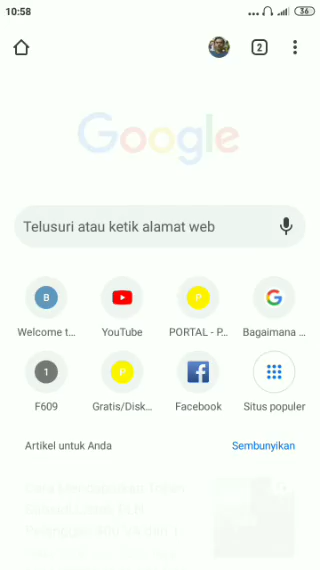 10:58
36
2
Google
Telusuri atau ketik alamat web
B
P
G
Welcome t...
YouTube
PORTAL - P...
Bagaimana ...
1
P
F609
Gratis/Disk...
Facebook
Situs populer
Artikel untuk Anda
Sembunyikan